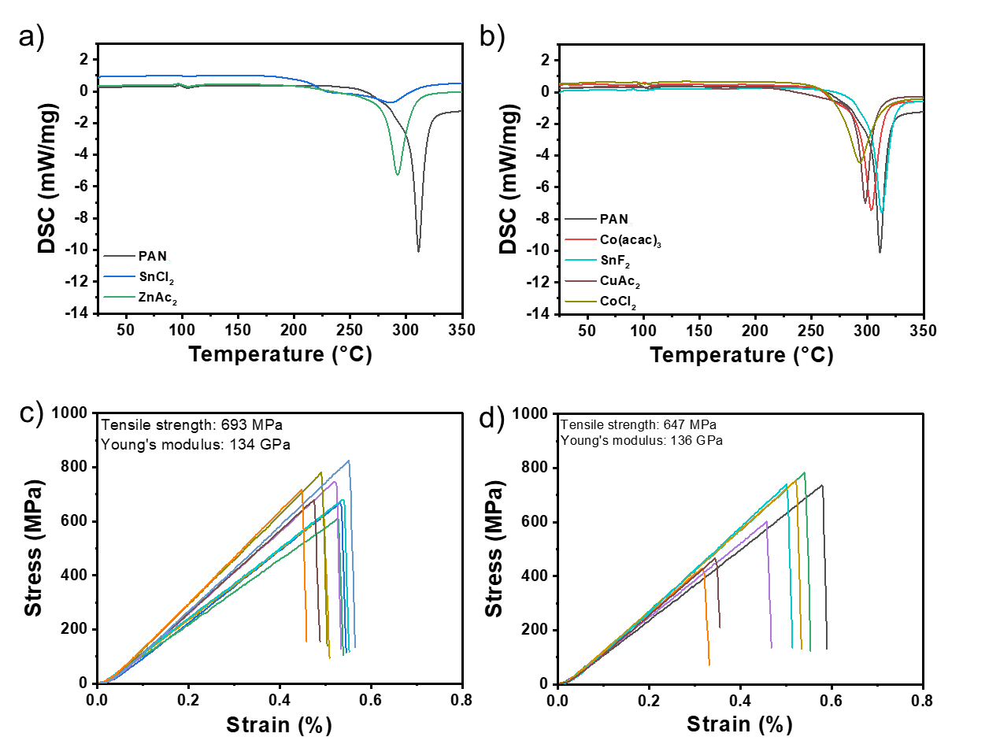 a)
2
0
-2
-4
-6
-8
-10
-12
-14
DSC (mW/mg)
PAN
SnCl₂
ZnAc₂
50 100 150 200 250 300 350
Temperature (°C)
b)
2
0
-2
-4
-6
-8
-10
-12
-14
DSC (mW/mg)
PAN
Co(acac)₃
SnF₂
CuAc₂
CoCl₂
50 100 150 200 250 300 350
Temperature (°C)
c)
1000
800
600
400
200
0
Stress (MPa)
Tensile strength: 693 MPa
Young's modulus: 134 GPa
0.0 0.2 0.4 0.6 0.8
Strain (%)
d)
1000
800
600
400
200
0
Stress (MPa)
Tensile strength: 647 MPa
Young's modulus: 136 GPa
0.0 0.2 0.4 0.6 0.8
Strain (%)